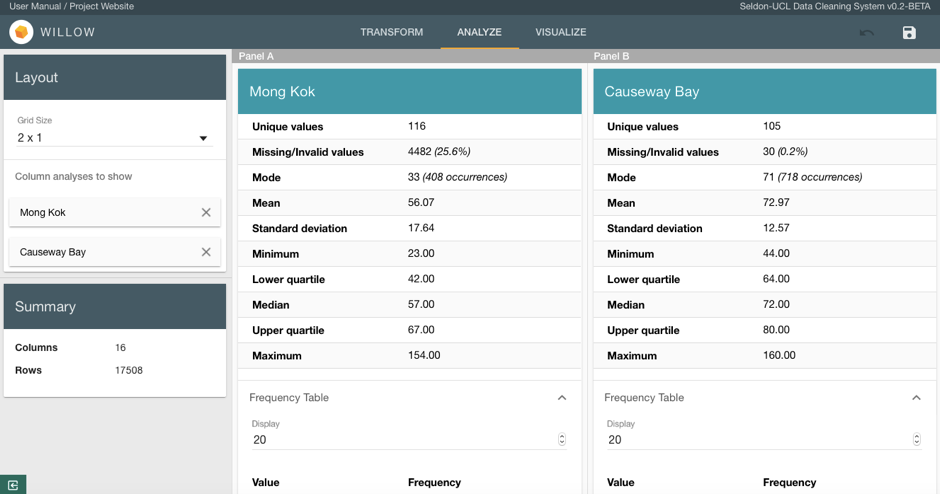 User Manual / Project Website
Seldon-UCL Data Cleaning System v0.2-BETA
WILLOW
TRANSFORM
ANALYZE
VISUALIZE
Layout
Grid Size
2 x 1
Column analyses to show
Mong Kok
Causeway Bay
Summary
Columns 16
Rows 17508
Panel A
Mong Kok
Unique values 116
Missing/Invalid values 4482 (25.6%)
Mode 33 (408 occurrences)
Mean 56.07
Standard deviation 17.64
Minimum 23.00
Lower quartile 42.00
Median 57.00
Upper quartile 67.00
Maximum 154.00
Frequency Table
Display
20
Value Frequency
Panel B
Causeway Bay
Unique values 105
Missing/Invalid values 30 (0.2%)
Mode 71 (718 occurrences)
Mean 72.97
Standard deviation 12.57
Minimum 44.00
Lower quartile 64.00
Median 72.00
Upper quartile 80.00
Maximum 160.00
Frequency Table
Display
20
Value Frequency